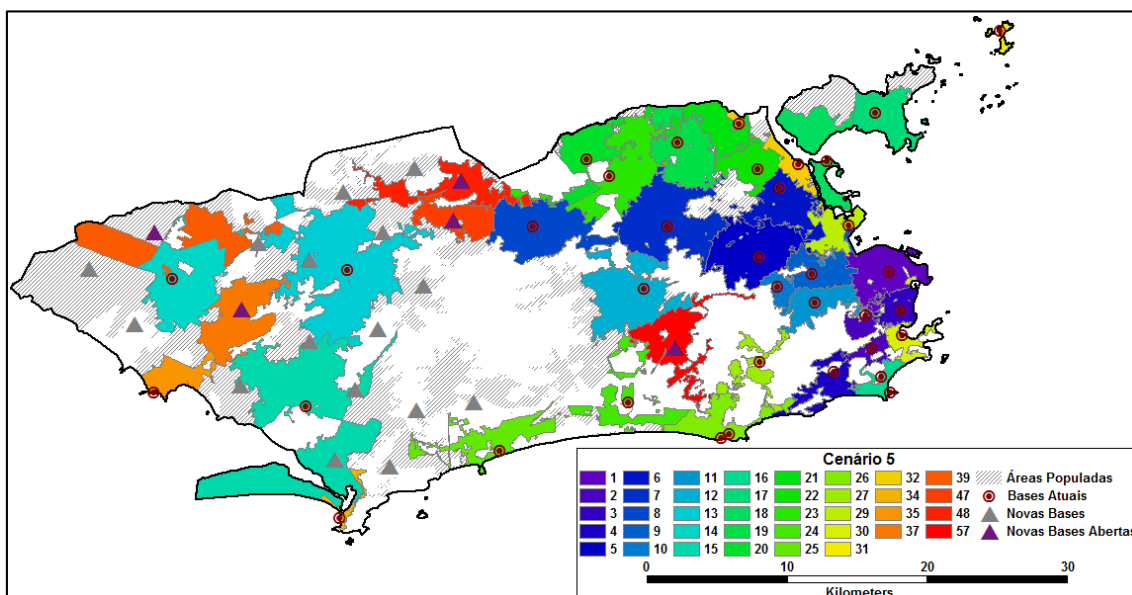 Cenário 5
1 6 11 16 21 26 32 39 Áreas Populadas
2 7 12 17 22 27 34 47 Bases Atuais
3 8 13 18 23 29 35 48 Novas Bases
4 9 14 19 24 30 37 57 Novas Bases Abertas
5 10 15 20 25 31
0 10 20 30
Kilometers